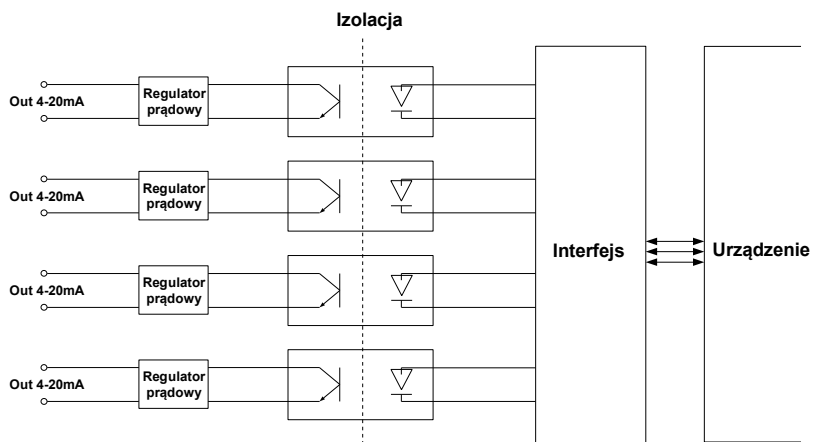 Izolacja
Out 4-20mA
Regulator
prądowy
Out 4-20mA
Regulator
prądowy
Interfejs
Urządzenie
Out 4-20mA
Regulator
prądowy
Out 4-20mA
Regulator
prądowy